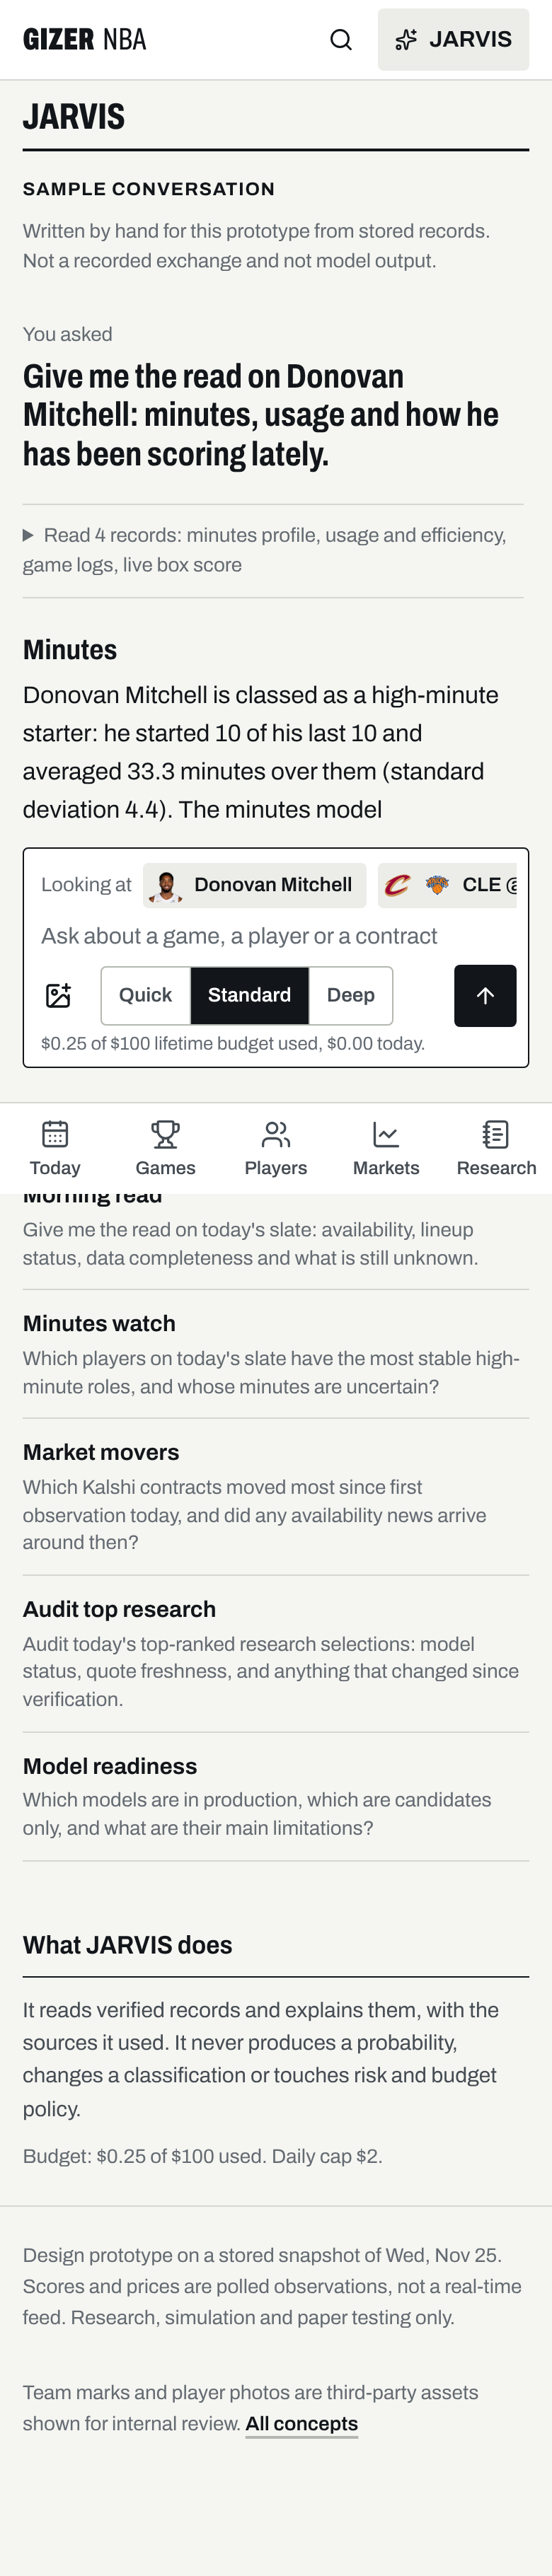 GIZER NBA
JARVIS
JARVIS
SAMPLE CONVERSATION
Written by hand for this prototype from stored records.
Not a recorded exchange and not model output.
You asked
Give me the read on Donovan
Mitchell: minutes, usage and how he
has been scoring lately.
Read 4 records: minutes profile, usage and efficiency,
game logs, live box score
Minutes
Donovan Mitchell is classed as a high-minute
starter: he started 10 of his last 10 and
averaged 33.3 minutes over them (standard
deviation 4.4). The minutes model
Looking at Donovan Mitchell CLE @
Ask about a game, a player or a contract
Quick Standard Deep
$0.25 of $100 lifetime budget used, $0.00 today.
Today Games Players Markets Research
Morning read
Give me the read on today's slate: availability, lineup
status, data completeness and what is still unknown.
Minutes watch
Which players on today's slate have the most stable high-
minute roles, and whose minutes are uncertain?
Market movers
Which Kalshi contracts moved most since first
observation today, and did any availability news arrive
around then?
Audit top research
Audit today's top-ranked research selections: model
status, quote freshness, and anything that changed since
verification.
Model readiness
Which models are in production, which are candidates
only, and what are their main limitations?
What JARVIS does
It reads verified records and explains them, with the
sources it used. It never produces a probability,
changes a classification or touches risk and budget
policy.
Budget: $0.25 of $100 used. Daily cap $2.
Design prototype on a stored snapshot of Wed, Nov 25.
Scores and prices are polled observations, not a real-time
feed. Research, simulation and paper testing only.
Team marks and player photos are third-party assets
shown for internal review. All concepts